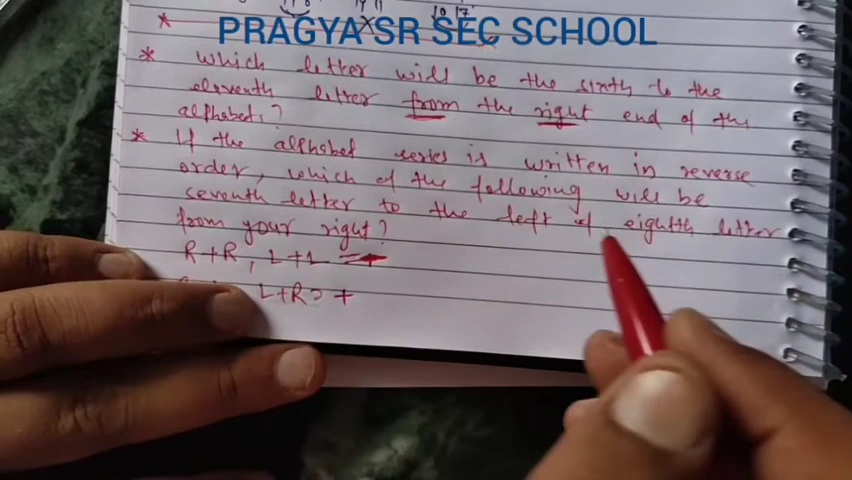 PRAGYA SR SEC SCHOOL
* Which letter will be the sixth to the
eleventh letter from the right end of the
alphabet?
* If the alphabet series is written in reverse
order, which of the following will be
seventh letter to the left of eighth letter
from your right?
R+R, L+L =
L+R = +